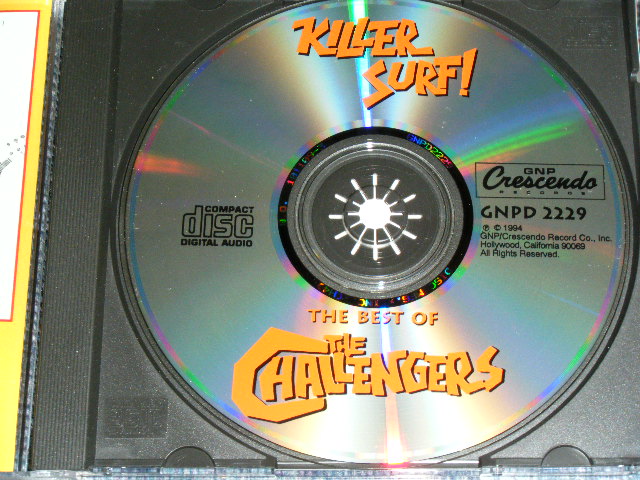 KILLER
SURF!
GNP
Crescendo
RECORDS
GNPD 2229
℗ © 1994
GNP/Crescendo Record Co., Inc.
Hollywood, California 90069
All Rights Reserved.
COMPACT
disc
DIGITAL AUDIO
THE BEST OF
THE
CHALLENGERS